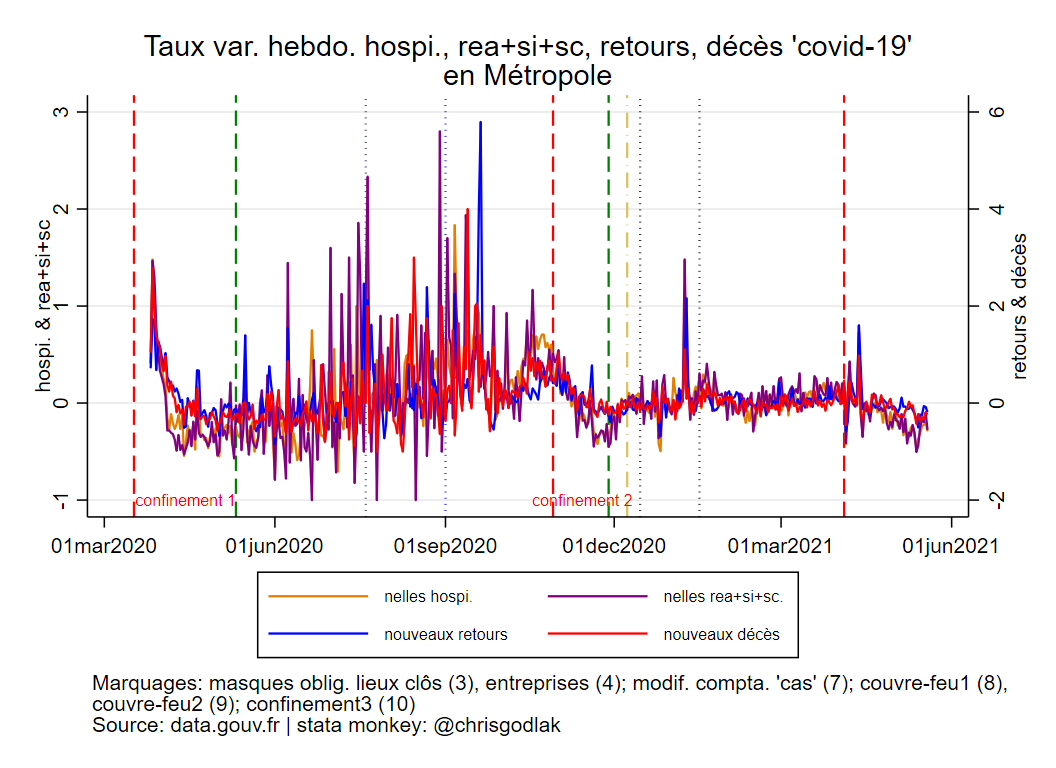 Taux var. hebdo. hospi., rea+si+sc, retours, décès 'covid-19'
en Métropole
hospi. & rea+si+sc
3
2
1
0
-1
retours & décès
6
4
2
0
-2
confinement 1
confinement 2
01mar2020
01jun2020
01sep2020
01dec2020
01mar2021
01jun2021
nelles hospi.
nelles rea+si+sc.
nouveaux retours
nouveaux décès
Marquages: masques oblig. lieux clôs (3), entreprises (4); modif. compta. 'cas' (7); couvre-feu1 (8),
couvre-feu2 (9); confinement3 (10)
Source: data.gouv.fr | stata monkey: @chrisgodlak